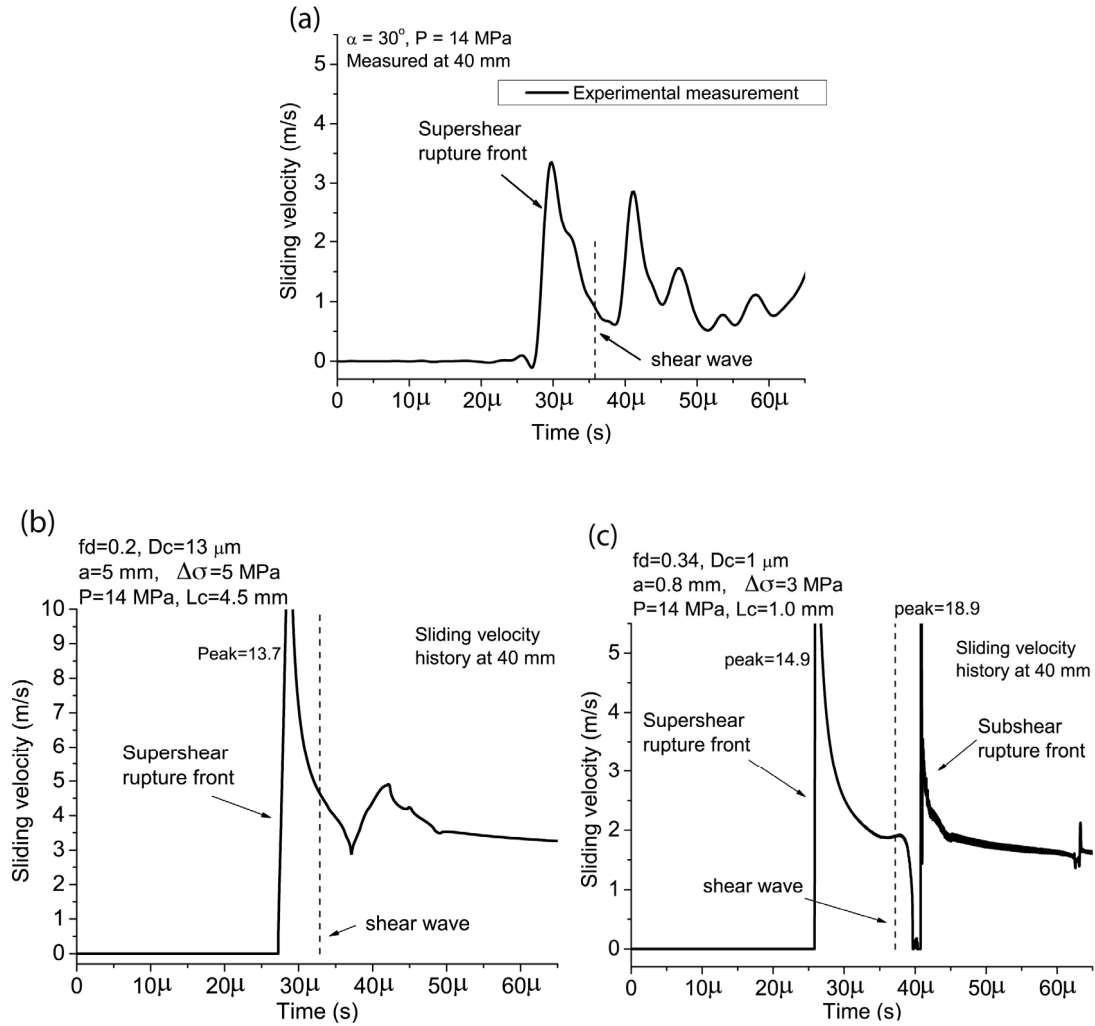 (a)
α = 30°, P = 14 MPa
Measured at 40 mm
Experimental measurement
Supershear
rupture front
shear wave
Sliding velocity (m/s)
5
4
3
2
1
0
0 10μ 20μ 30μ 40μ 50μ 60μ
Time (s)
(b)
fd=0.2, Dc=13 μm
a=5 mm, Δσ=5 MPa
P=14 MPa, Lc=4.5 mm
Sliding velocity
history at 40 mm
Peak=13.7
Supershear
rupture front
shear wave
Sliding velocity (m/s)
10
9
8
7
6
5
4
3
2
1
0
0 10μ 20μ 30μ 40μ 50μ 60μ
Time (s)
(c)
fd=0.34, Dc=1 μm
a=0.8 mm, Δσ=3 MPa
P=14 MPa, Lc=1.0 mm
peak=18.9
peak=14.9
Sliding velocity
history at 40 mm
Supershear
rupture front
Subshear
rupture front
shear wave
Sliding velocity (m/s)
5
4
3
2
1
0
0 10μ 20μ 30μ 40μ 50μ 60μ
Time (s)